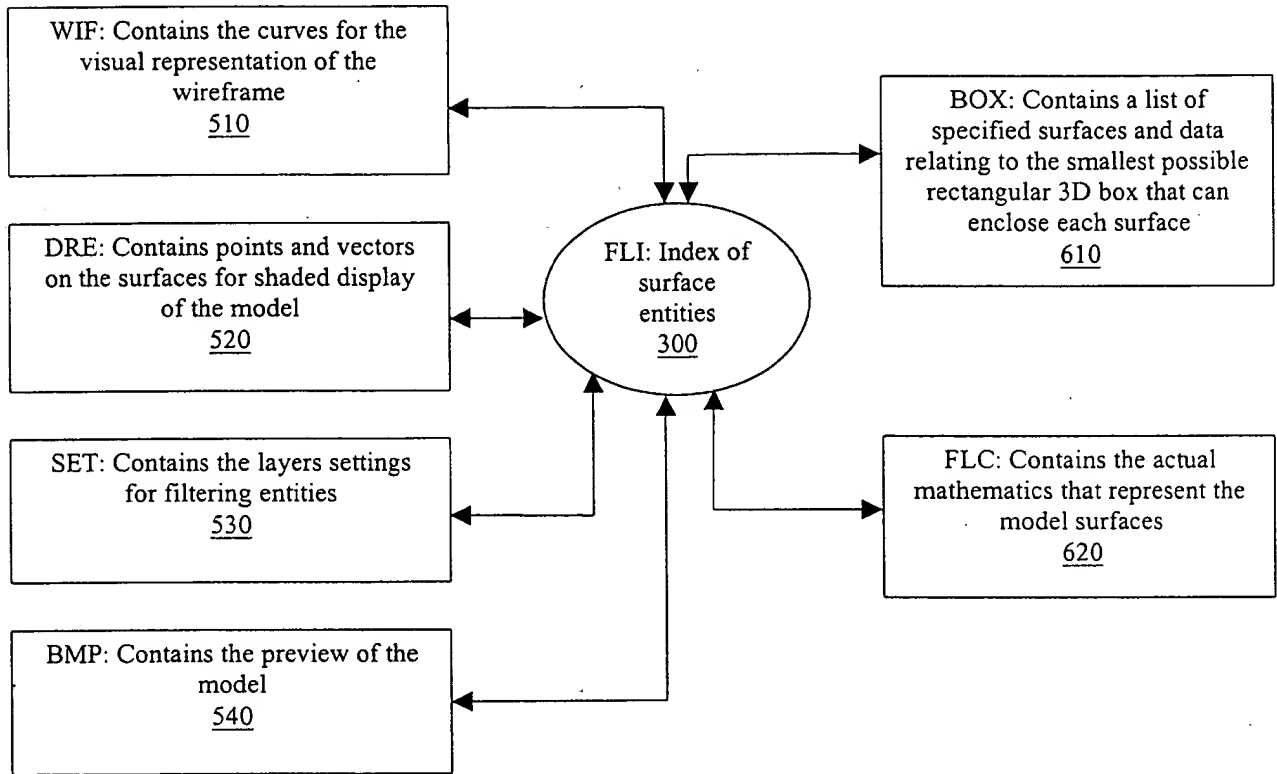 WIF: Contains the curves for the
visual representation of the
wireframe
510
DRE: Contains points and vectors
on the surfaces for shaded display
of the model
520
SET: Contains the layers settings
for filtering entities
530
BMP: Contains the preview of the
model
540
FLI: Index of
surface
entities
300
BOX: Contains a list of
specified surfaces and data
relating to the smallest possible
rectangular 3D box that can
enclose each surface
610
FLC: Contains the actual
mathematics that represent the
model surfaces
620